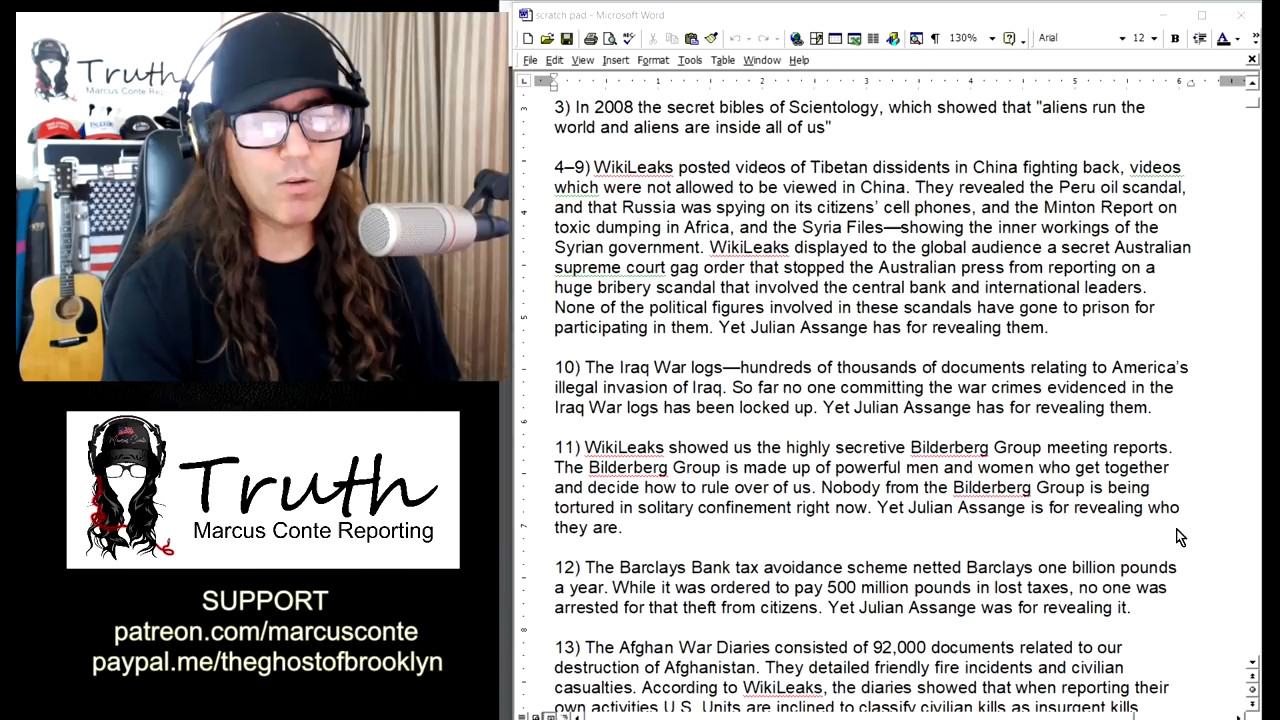 Truth
Marcus Conte Reporting
SUPPORT
patreon.com/marcusconte
paypal.me/theghostofbrooklyn
scratch pad - Microsoft Word
130%
Arial
12
B
A
File Edit View Insert Format Tools Table Window Help
3) In 2008 the secret bibles of Scientology, which showed that "aliens run the
world and aliens are inside all of us"
4–9) WikiLeaks posted videos of Tibetan dissidents in China fighting back, videos
which were not allowed to be viewed in China. They revealed the Peru oil scandal,
and that Russia was spying on its citizens’ cell phones, and the Minton Report on
toxic dumping in Africa, and the Syria Files—showing the inner workings of the
Syrian government. WikiLeaks displayed to the global audience a secret Australian
supreme court gag order that stopped the Australian press from reporting on a
huge bribery scandal that involved the central bank and international leaders.
None of the political figures involved in these scandals have gone to prison for
participating in them. Yet Julian Assange has for revealing them.
10) The Iraq War logs—hundreds of thousands of documents relating to America’s
illegal invasion of Iraq. So far no one committing the war crimes evidenced in the
Iraq War logs has been locked up. Yet Julian Assange has for revealing them.
11) WikiLeaks showed us the highly secretive Bilderberg Group meeting reports.
The Bilderberg Group is made up of powerful men and women who get together
and decide how to rule over of us. Nobody from the Bilderberg Group is being
tortured in solitary confinement right now. Yet Julian Assange is for revealing who
they are.
12) The Barclays Bank tax avoidance scheme netted Barclays one billion pounds
a year. While it was ordered to pay 500 million pounds in lost taxes, no one was
arrested for that theft from citizens. Yet Julian Assange was for revealing it.
13) The Afghan War Diaries consisted of 92,000 documents related to our
destruction of Afghanistan. They detailed friendly fire incidents and civilian
casualties. According to WikiLeaks, the diaries showed that when reporting their
own activities U.S. Units are inclined to classify civilian kills as insurgent kills